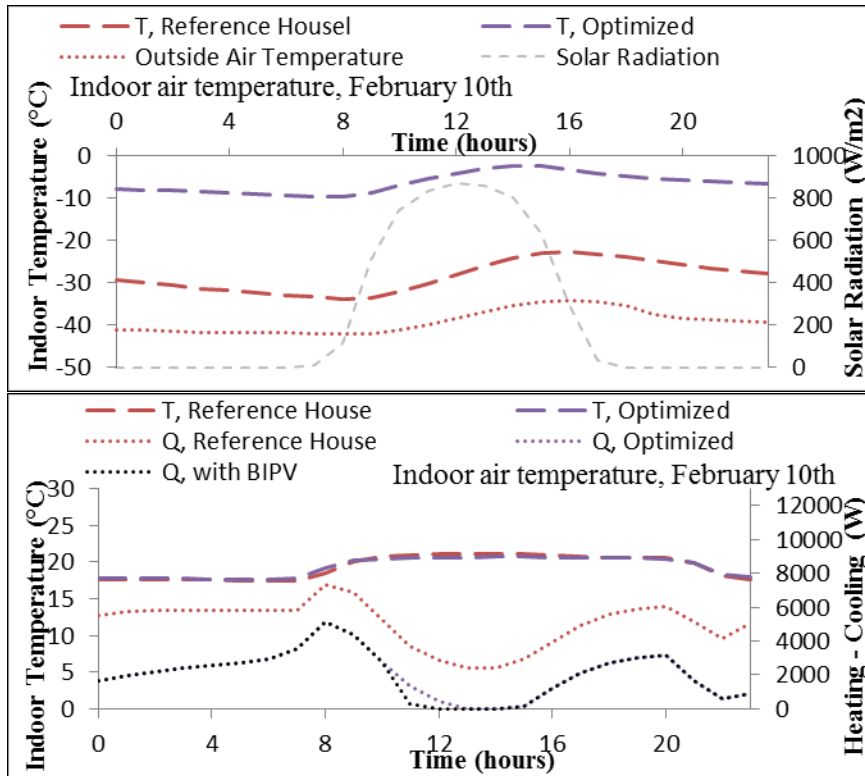 T, Reference Housel T, Optimized
Outside Air Temperature Solar Radiation
Indoor air temperature, February 10th
0 4 8 12 16 20
Time (hours)
Indoor Temperature (°C)
0
-10
-20
-30
-40
-50
1000
800
600
400
200
0
Solar Radiation (W/m2)
T, Reference House T, Optimized
Q, Reference House Q, Optimized
Q, with BIPV
Indoor air temperature, February 10th
Indoor Temperature (°C)
30
25
20
15
10
5
0
12000
10000
8000
6000
4000
2000
0
Heating - Cooling (W)
0 4 8 12 16 20
Time (hours)